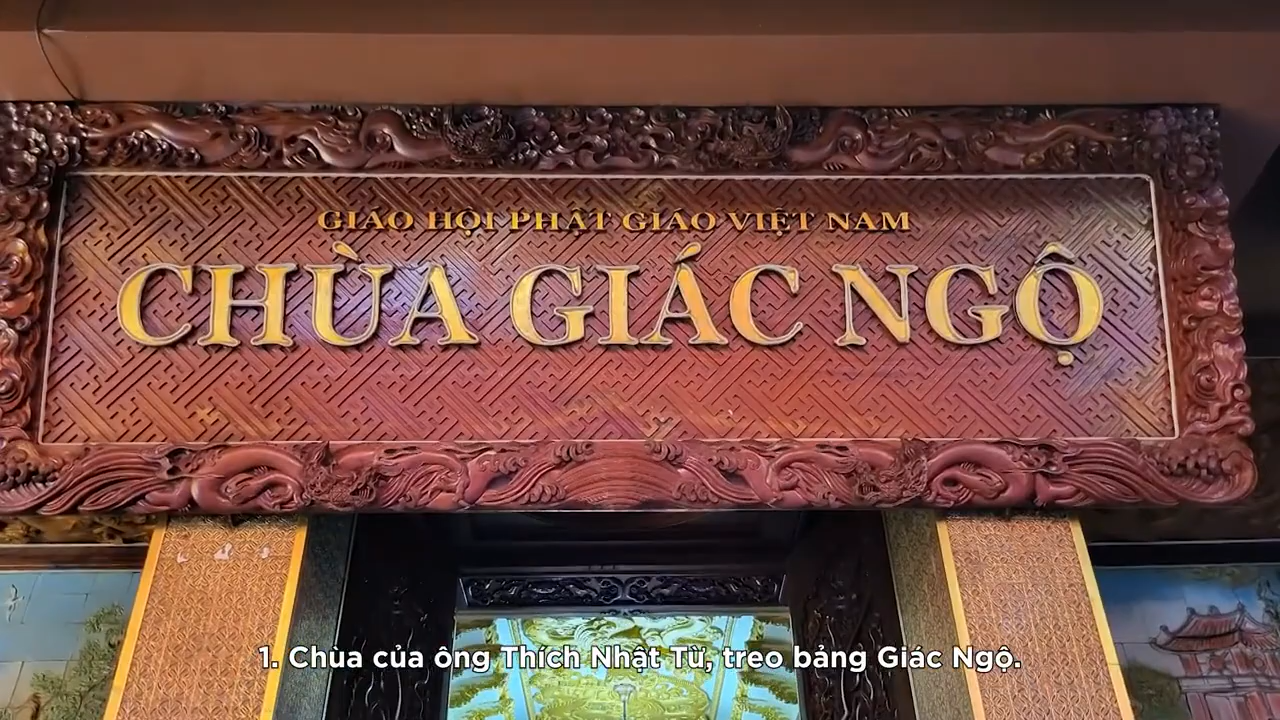 GIÁO HỘI PHẬT GIÁO VIỆT NAM
CHÙA GIÁC NGỘ
1. Chùa của ông Thích Nhật Từ, treo bảng Giác Ngộ.